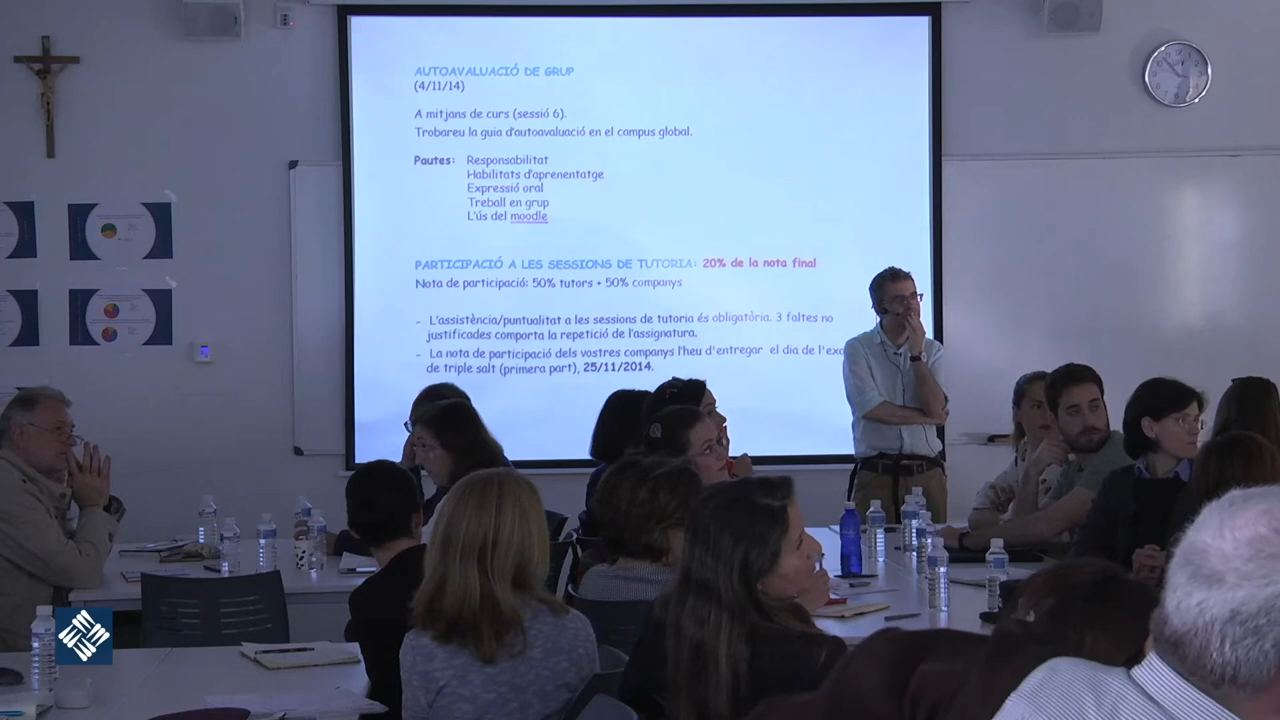 AUTOAVALUACIÓ DE GRUP
(4/11/14)
A mitjans de curs (sessió 6).
Trobareu la guia d'autoavaluació en el campus global.
Pautes: Responsabilitat
Habilitats d'aprenentatge
Expressió oral
Treball en grup
L'ús del moodle
PARTICIPACIÓ A LES SESSIONS DE TUTORIA: 20% de la nota final
Nota de participació: 50% tutors + 50% companys
- L'assistència/puntualitat a les sessions de tutoria és obligatòria. 3 faltes no
justificades comporta la repetició de l'assignatura.
- La nota de participació dels vostres companys l'heu d'entregar el dia de l'exa
de triple salt (primera part), 25/11/2014.